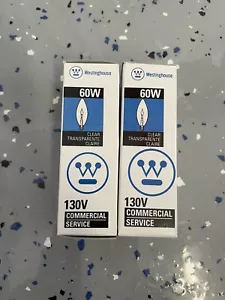 Westinghouse
60W
CLEAR
TRANSPARENTE
CLAIRE
130V
COMMERCIAL
SERVICE
Westinghouse
60W
CLEAR
TRANSPARENTE
CLAIRE
130V
COMMERCIAL
SERVICE